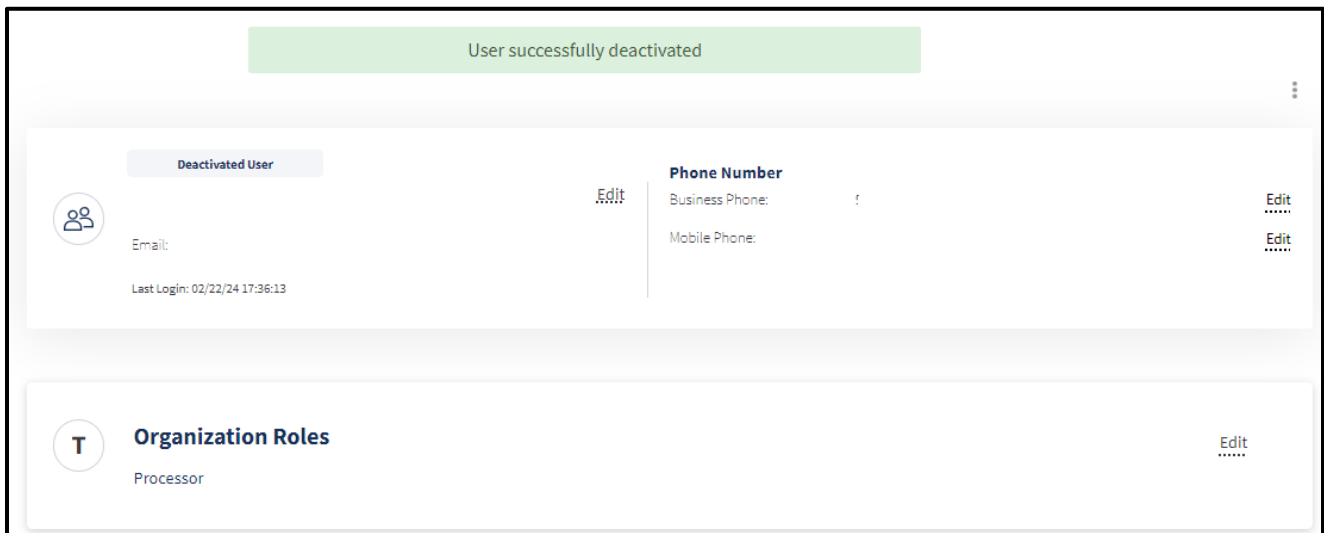 User successfully deactivated
Deactivated User
Edit
Email:
Last Login: 02/22/24 17:36:13
Phone Number
Business Phone:
Edit
Mobile Phone:
Edit
T
Organization Roles
Edit
Processor